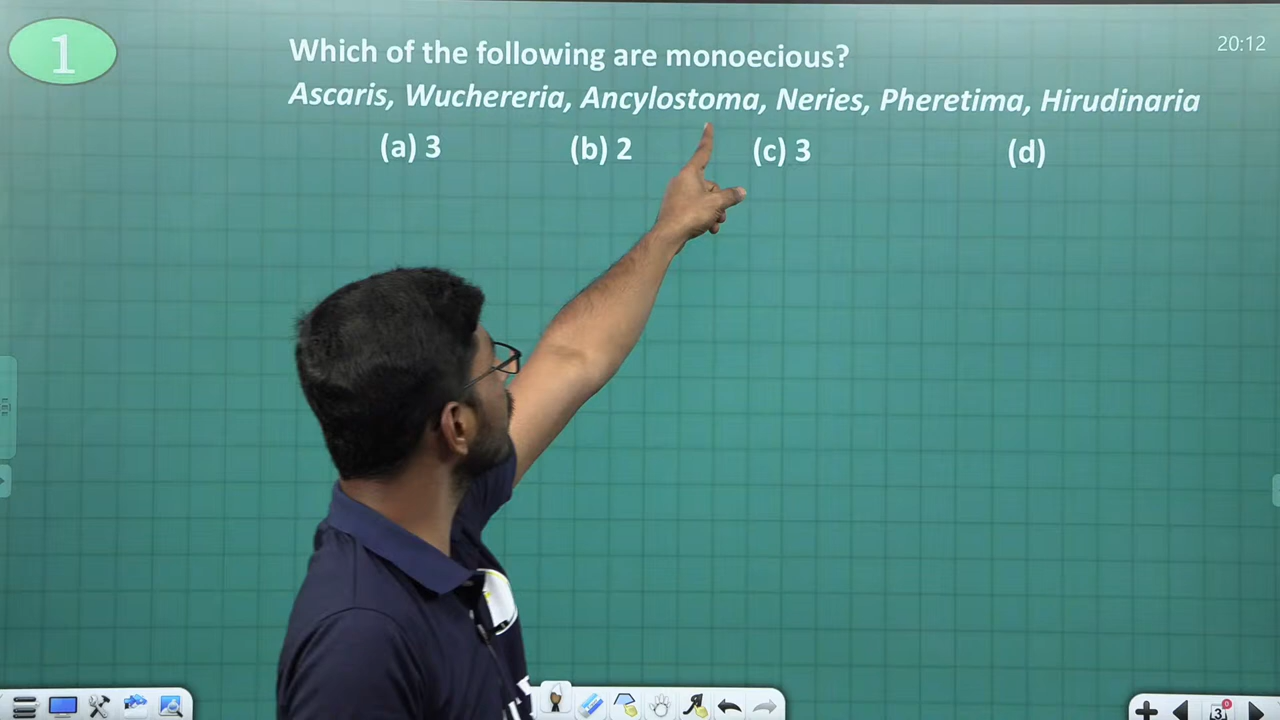 1
Which of the following are monoecious?
20:12
Ascaris, Wuchereria, Ancylostoma, Neries, Pheretima, Hirudinaria
(a) 3 (b) 2 (c) 3 (d)